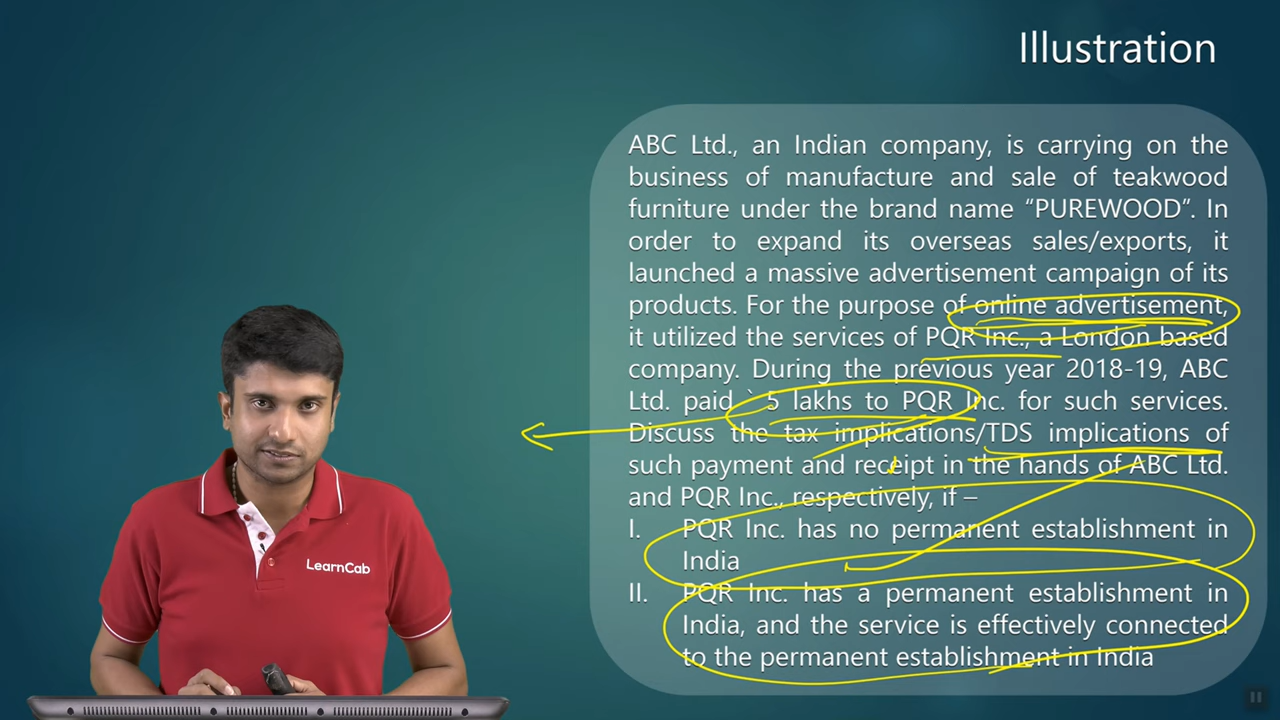 Illustration
ABC Ltd., an Indian company, is carrying on the
business of manufacture and sale of teakwood
furniture under the brand name “PUREWOOD”. In
order to expand its overseas sales/exports, it
launched a massive advertisement campaign of its
products. For the purpose of online advertisement,
it utilized the services of PQR Inc., a London based
company. During the previous year 2018-19, ABC
Ltd. paid ` 5 lakhs to PQR Inc. for such services.
Discuss the tax implications/TDS implications of
such payment and receipt in the hands of ABC Ltd.
and PQR Inc., respectively, if –
I. PQR Inc. has no permanent establishment in
India
II. PQR Inc. has a permanent establishment in
India, and the service is effectively connected
to the permanent establishment in India
LearnCab